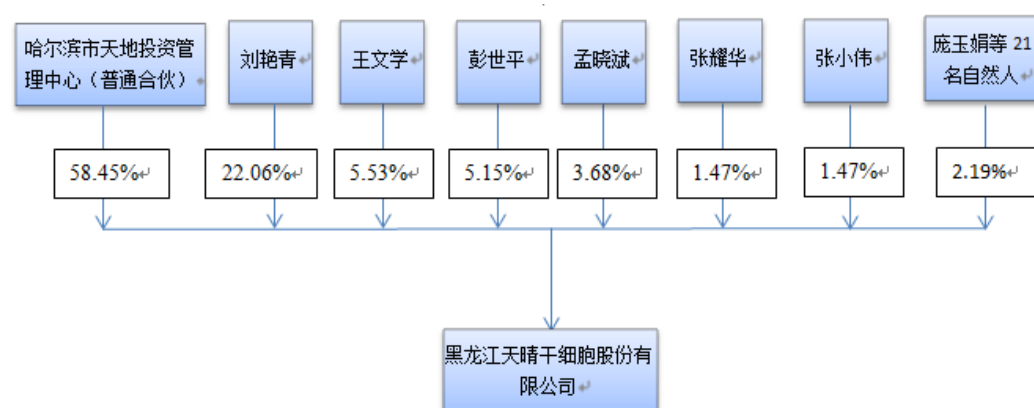 哈尔滨市天地投资管
理中心（普通合伙）
刘艳青
王文学
彭世平
孟晓斌
张耀华
张小伟
庞玉娟等 21
名自然人
58.45%
22.06%
5.53%
5.15%
3.68%
1.47%
1.47%
2.19%
黑龙江天晴干细胞股份有
限公司